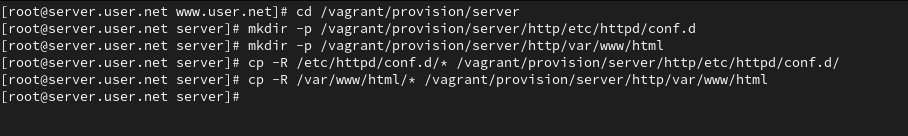 [root@server.user.net www.user.net]# cd /vagrant/provision/server
[root@server.user.net server]# mkdir -p /vagrant/provision/server/http/etc/httpd/conf.d
[root@server.user.net server]# mkdir -p /vagrant/provision/server/http/var/www/html
[root@server.user.net server]# cp -R /etc/httpd/conf.d/* /vagrant/provision/server/http/etc/httpd/conf.d/
[root@server.user.net server]# cp -R /var/www/html/* /vagrant/provision/server/http/var/www/html
[root@server.user.net server]#